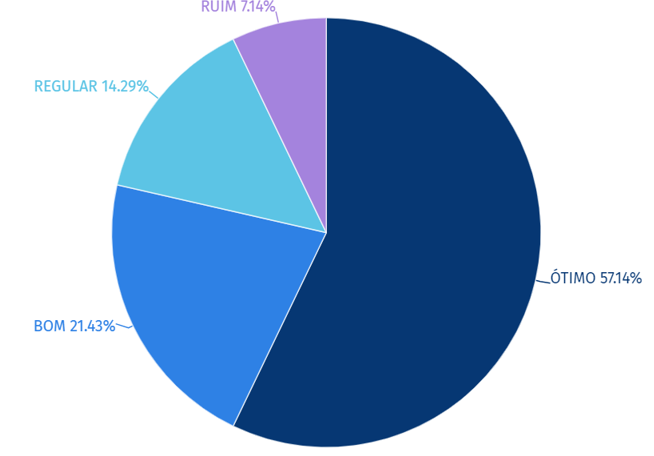 RUIM 7.14%
REGULAR 14.29%
ÓTIMO 57.14%
BOM 21.43%